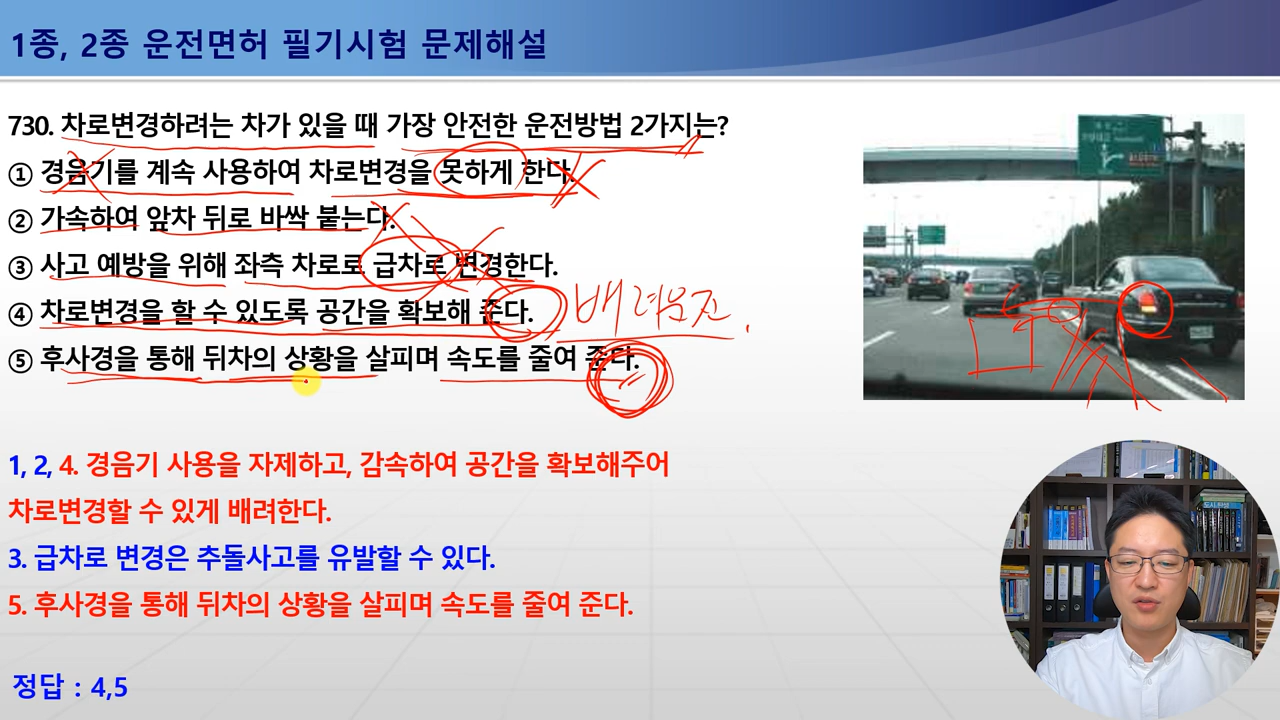 1종, 2종 운전면허 필기시험 문제해설
730. 차로변경하려는 차가 있을 때 가장 안전한 운전방법 2가지는?
① 경음기를 계속 사용하여 차로변경을 못하게 한다.
② 가속하여 앞차 뒤로 바싹 붙는다.
③ 사고 예방을 위해 좌측 차로로 급차로 변경한다.
④ 차로변경을 할 수 있도록 공간을 확보해 준다.
배려운전.
⑤ 후사경을 통해 뒤차의 상황을 살피며 속도를 줄여 준다.
1, 2, 4. 경음기 사용을 자제하고, 감속하여 공간을 확보해주어
차로변경할 수 있게 배려한다.
3. 급차로 변경은 추돌사고를 유발할 수 있다.
5. 후사경을 통해 뒤차의 상황을 살피며 속도를 줄여 준다.
정답 : 4,5